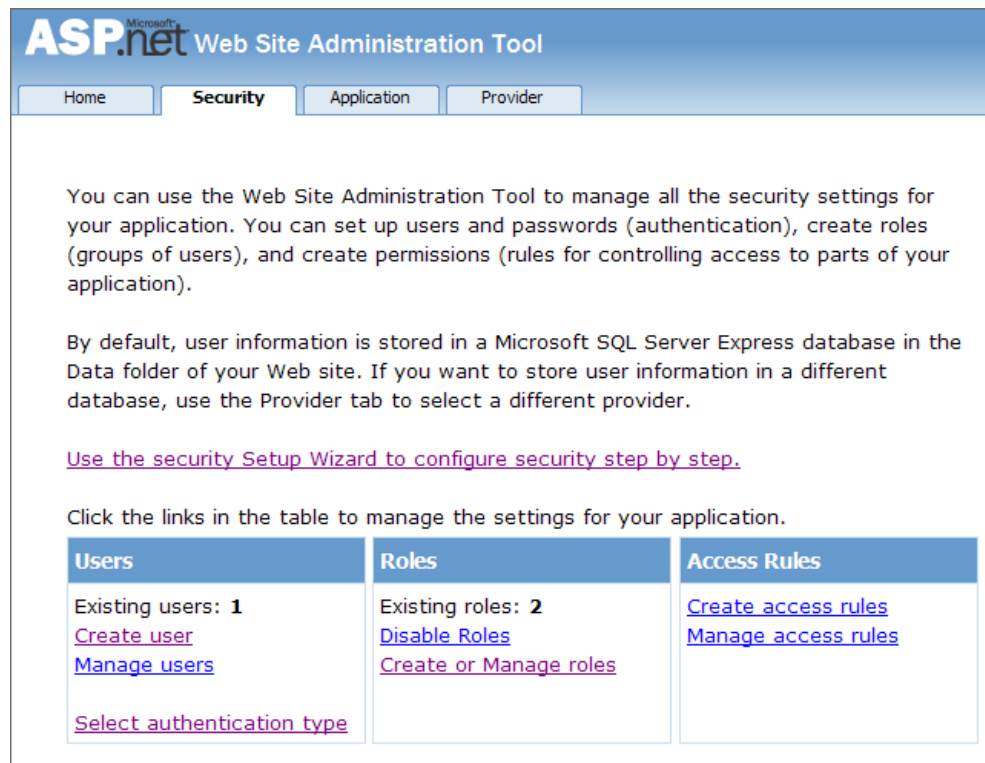 Microsoft
ASP.net Web Site Administration Tool
Home Security Application Provider
You can use the Web Site Administration Tool to manage all the security settings for
your application. You can set up users and passwords (authentication), create roles
(groups of users), and create permissions (rules for controlling access to parts of your
application).
By default, user information is stored in a Microsoft SQL Server Express database in the
Data folder of your Web site. If you want to store user information in a different
database, use the Provider tab to select a different provider.
Use the security Setup Wizard to configure security step by step.
Click the links in the table to manage the settings for your application.
Users
Existing users: 1
Create user
Manage users
Select authentication type
Roles
Existing roles: 2
Disable Roles
Create or Manage roles
Access Rules
Create access rules
Manage access rules